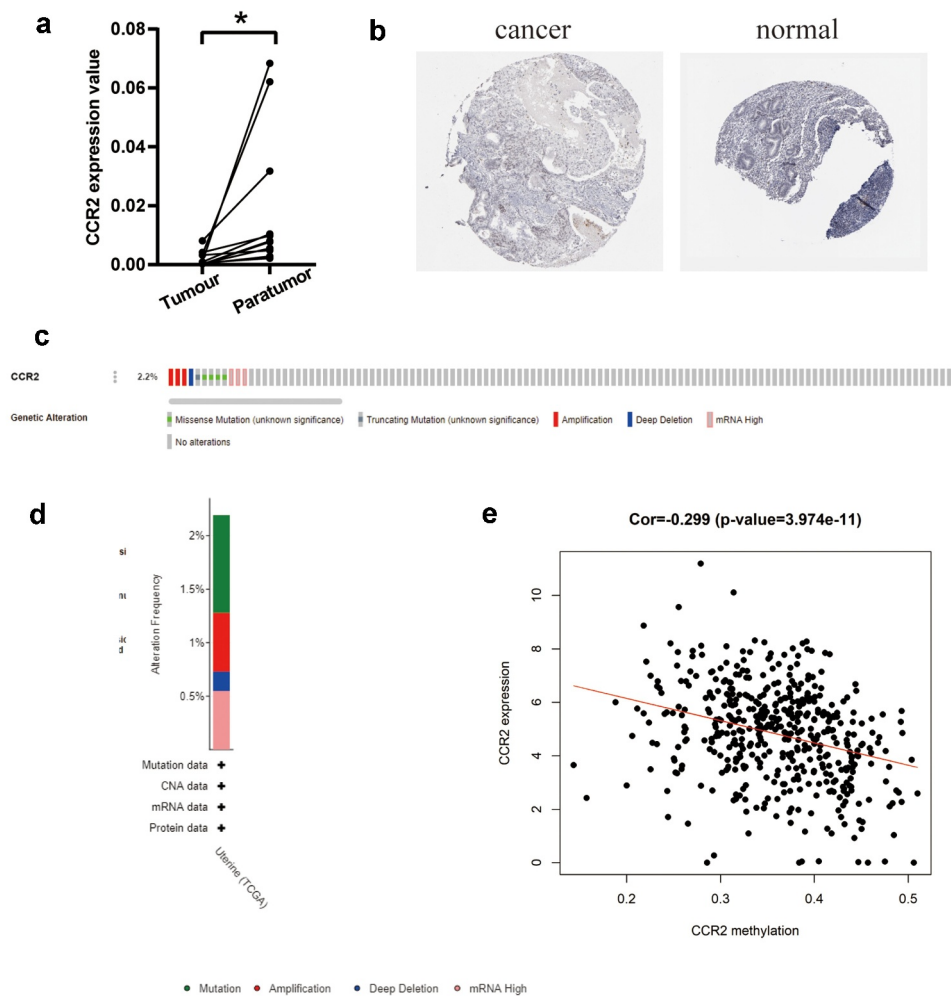 a
*
0.08
0.06
0.04
0.02
0.00
CCR2 expression value
Tumour
Paratumor
b
cancer
normal
c
CCR2
2.2%
Genetic Alteration
Missense Mutation (unknown significance)
Truncating Mutation (unknown significance)
Amplification
Deep Deletion
mRNA High
No alterations
d
2%
1.5%
1%
0.5%
Alteration Frequency
si
d
Mutation data +
CNA data +
mRNA data +
Protein data +
Uterine (TCGA)
Mutation
Amplification
Deep Deletion
mRNA High
e
Cor=-0.299 (p-value=3.974e-11)
CCR2 expression
10
8
6
4
2
0
0.2
0.3
0.4
0.5
CCR2 methylation